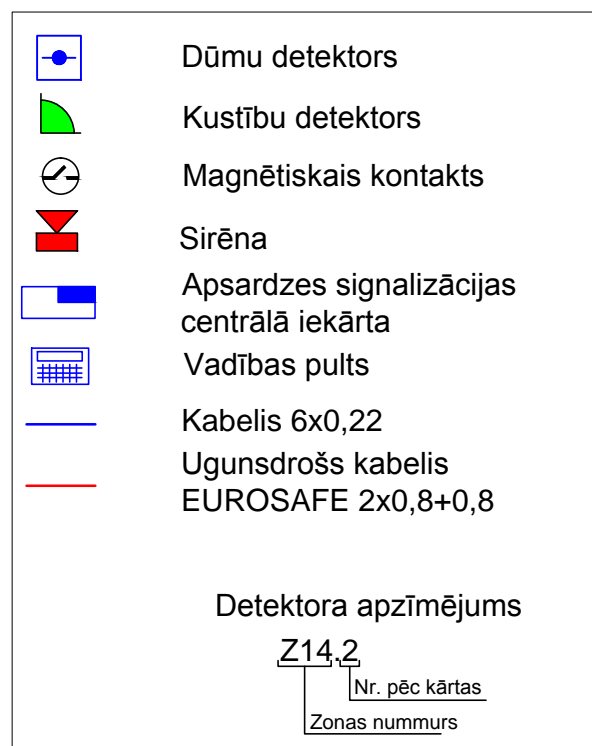 Dūmu detektors
Kustību detektors
Magnētiskais kontakts
Sirēna
Apsardzes signalizācijas
centrālā iekārta
Vadības pults
Kabelis 6x0,22
Ugunsdrošs kabelis
EUROSAFE 2x0,8+0,8
Detektora apzīmējums
Z14.2
Nr. pēc kārtas
Zonas nummurs